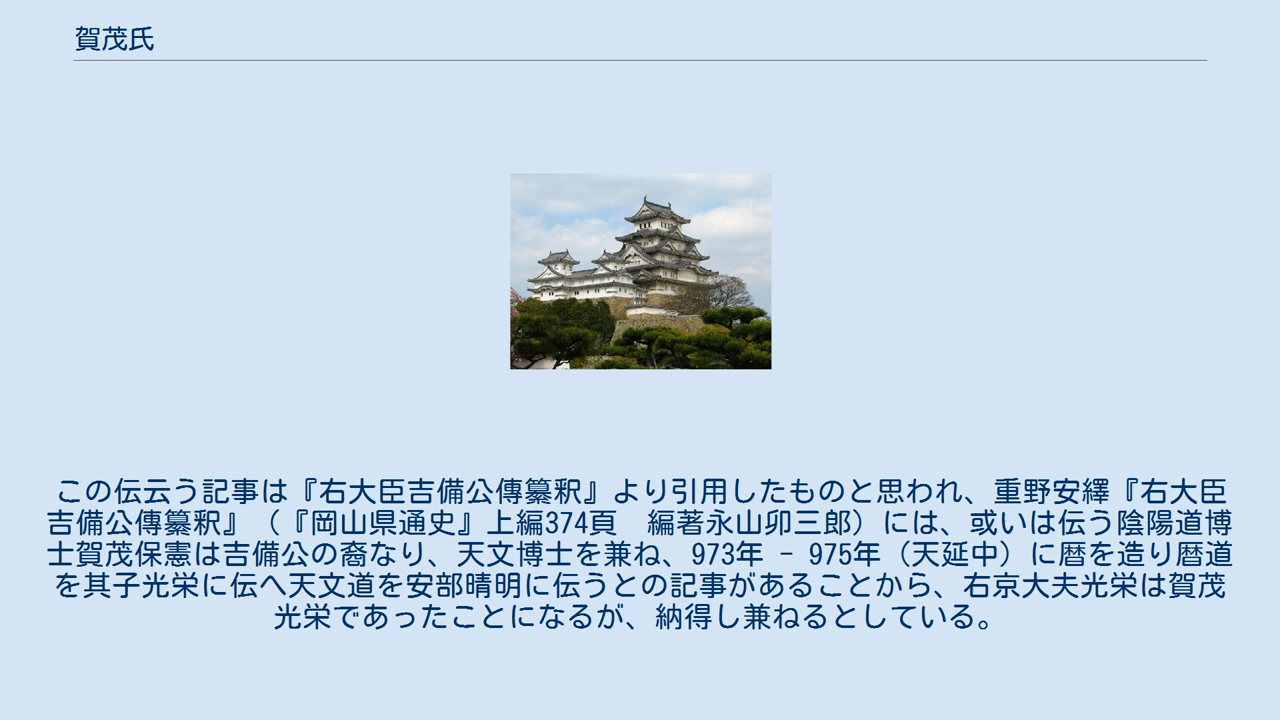 賀茂氏
この伝云う記事は『右大臣吉備公傳纂釈』より引用したものと思われ、重野安繹『右大臣
吉備公傳纂釈』（『岡山県通史』上編374頁　編著永山卯三郎）には、或いは伝う陰陽道博
士賀茂保憲は吉備公の裔なり、天文博士を兼ね、973年 - 975年（天延中）に暦を造り暦道
を其子光栄に伝へ天文道を安部晴明に伝うとの記事があることから、右京大夫光栄は賀茂
光栄であったことになるが、納得し兼ねるとしている。